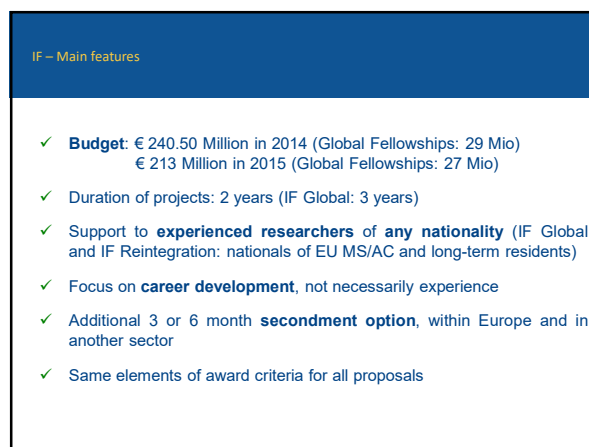 IF – Main features
✓ Budget: € 240.50 Million in 2014 (Global Fellowships: 29 Mio)
€ 213 Million in 2015 (Global Fellowships: 27 Mio)
✓ Duration of projects: 2 years (IF Global: 3 years)
✓ Support to experienced researchers of any nationality (IF Global
and IF Reintegration: nationals of EU MS/AC and long-term residents)
✓ Focus on career development, not necessarily experience
✓ Additional 3 or 6 month secondment option, within Europe and in
another sector
✓ Same elements of award criteria for all proposals